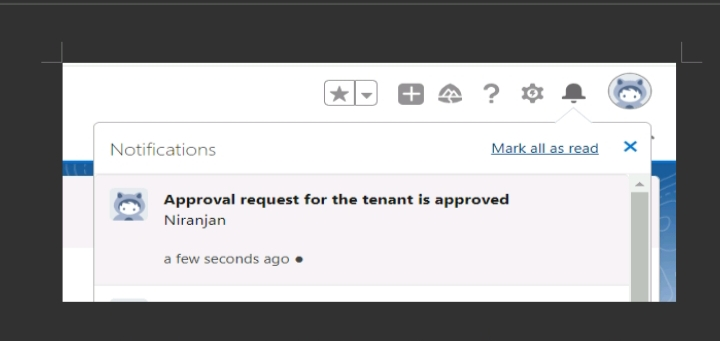 Notifications
Mark all as read
Approval request for the tenant is approved
Niranjan
a few seconds ago